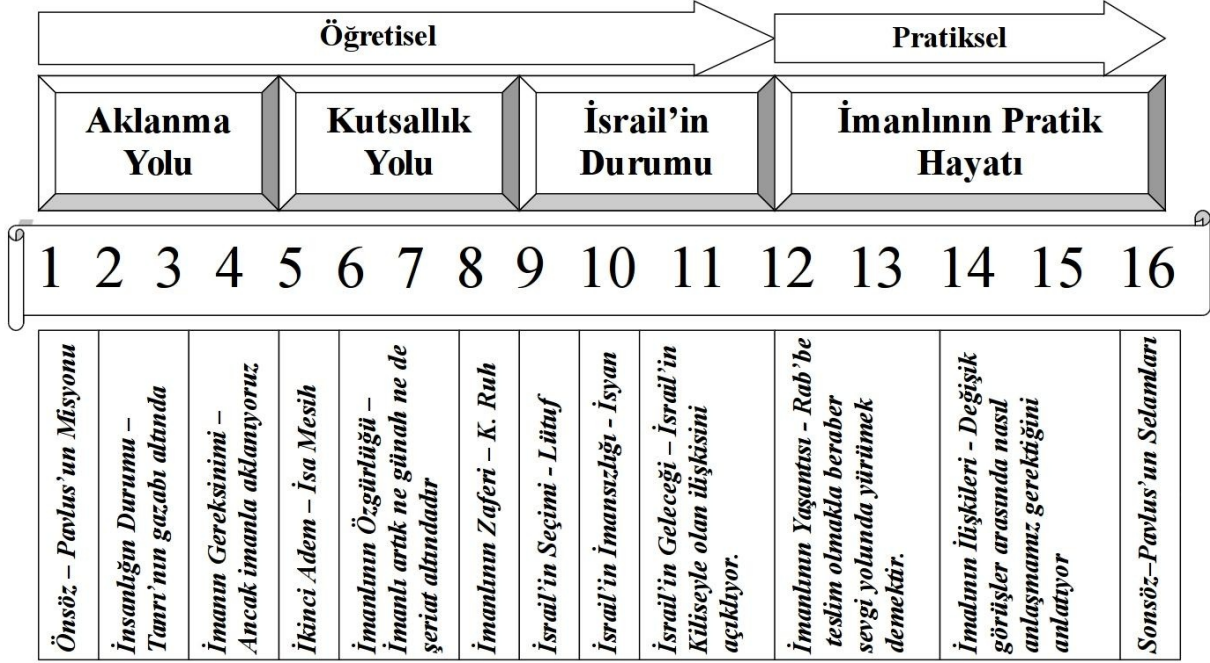 Öğretisel
Pratiksel
Aklanma
Yolu
Kutsallık
Yolu
İsrail’in
Durumu
İmanlının Pratik
Hayatı
1 2 3 4 5 6 7 8 9 10 11 12 13 14 15 16
Önsöz – Pavlus’un Misyonu
İnsanlığın Durumu –
Tanrı’nın gazabı altında
İmanın Gereksinimi –
Ancak imanla aklanıyoruz
İkinci Adem – İsa Mesih
İmanlının Özgürlüğü –
İmanlı artık ne günah ne de
şeriat altındadır
İmanlının Zaferi – K. Ruh
İsrail’in Seçimi - Lütuf
İsrail’in İmansızlığı - İsyan
İsrail’in Geleceği – İsrail’in
Kiliseyle olan ilişkisini
açıklıyor.
İmanlının Yaşantısı - Rab’be
teslim olmakla beraber
sevgi yolunda yürümek
demektir.
İmalının İlişkileri - Değişik
görüşler arasında nasıl
anlaşmamız gerektiğini
anlatıyor
Sonsöz–Pavlus’un Selamları